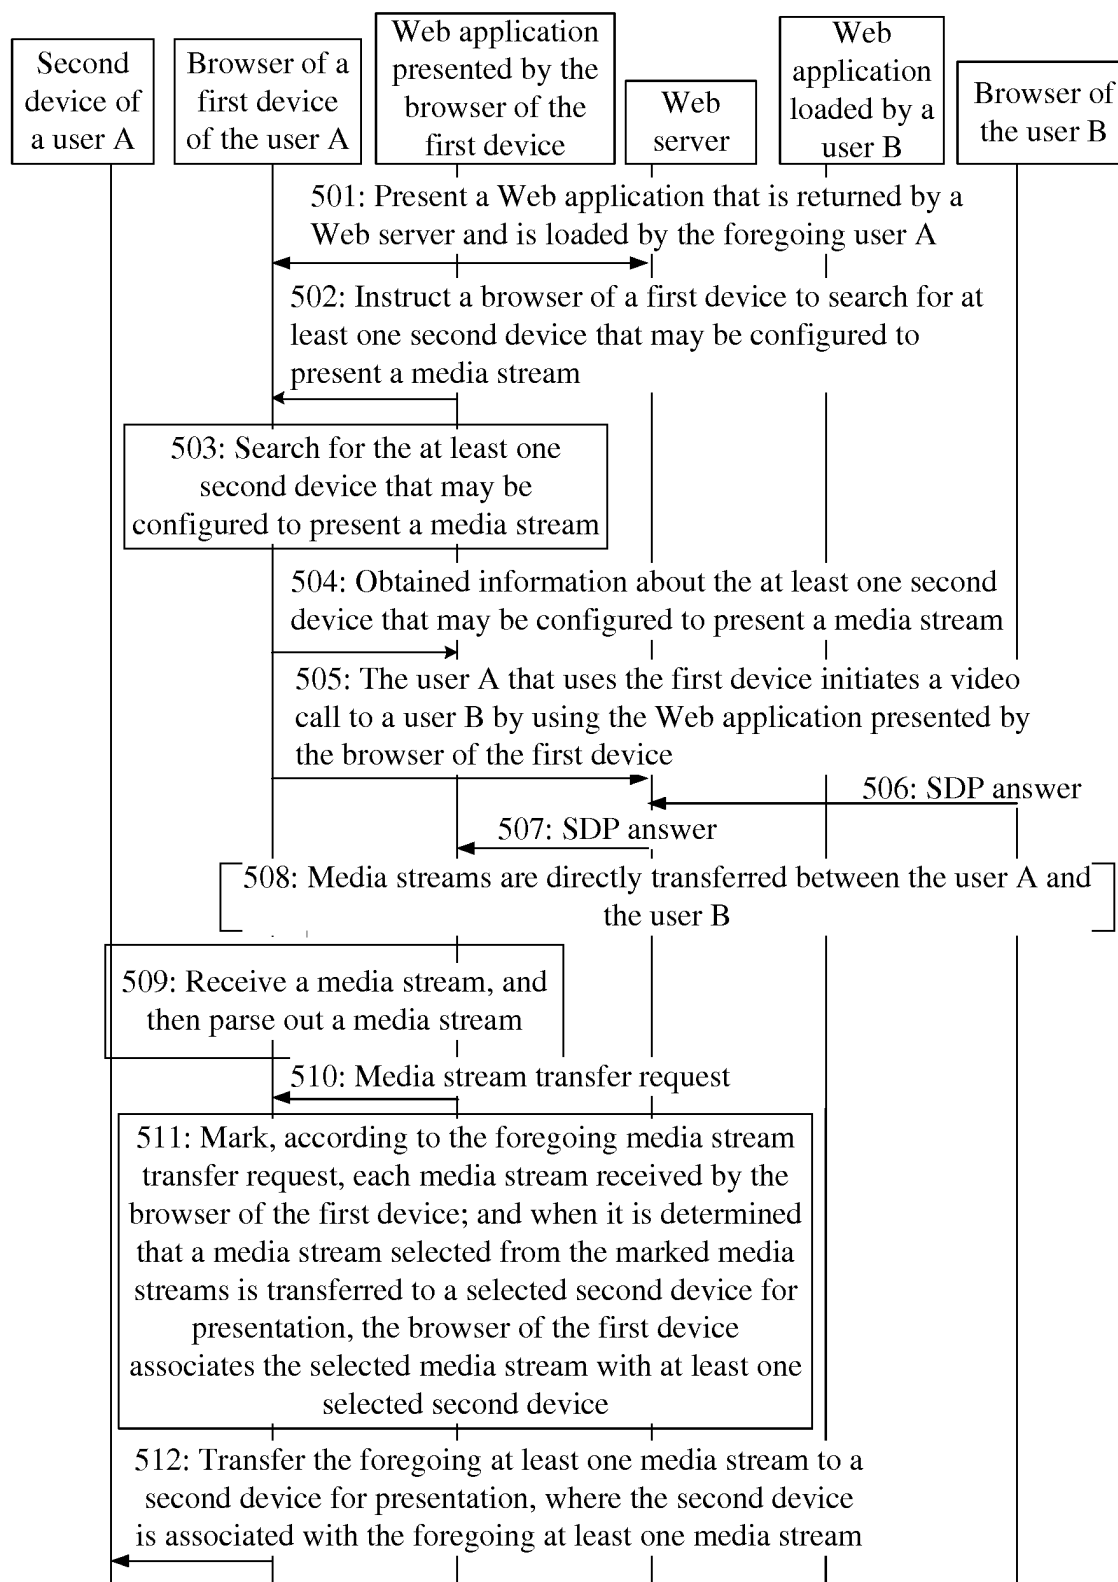 Second
device of
a user A
Browser of a
first device
of the user A
Web application
presented by the
browser of the
first device
Web
server
Web
application
loaded by a
user B
Browser of
the user B
501: Present a Web application that is returned by a
Web server and is loaded by the foregoing user A
502: Instruct a browser of a first device to search for at
least one second device that may be configured to
present a media stream
503: Search for the at least one
second device that may be
configured to present a media stream
504: Obtained information about the at least one second
device that may be configured to present a media stream
505: The user A that uses the first device initiates a video
call to a user B by using the Web application presented by
the browser of the first device
506: SDP answer
507: SDP answer
508: Media streams are directly transferred between the user A and
the user B
509: Receive a media stream, and
then parse out a media stream
510: Media stream transfer request
511: Mark, according to the foregoing media stream
transfer request, each media stream received by the
browser of the first device; and when it is determined
that a media stream selected from the marked media
streams is transferred to a selected second device for
presentation, the browser of the first device
associates the selected media stream with at least one
selected second device
512: Transfer the foregoing at least one media stream to a
second device for presentation, where the second device
is associated with the foregoing at least one media stream